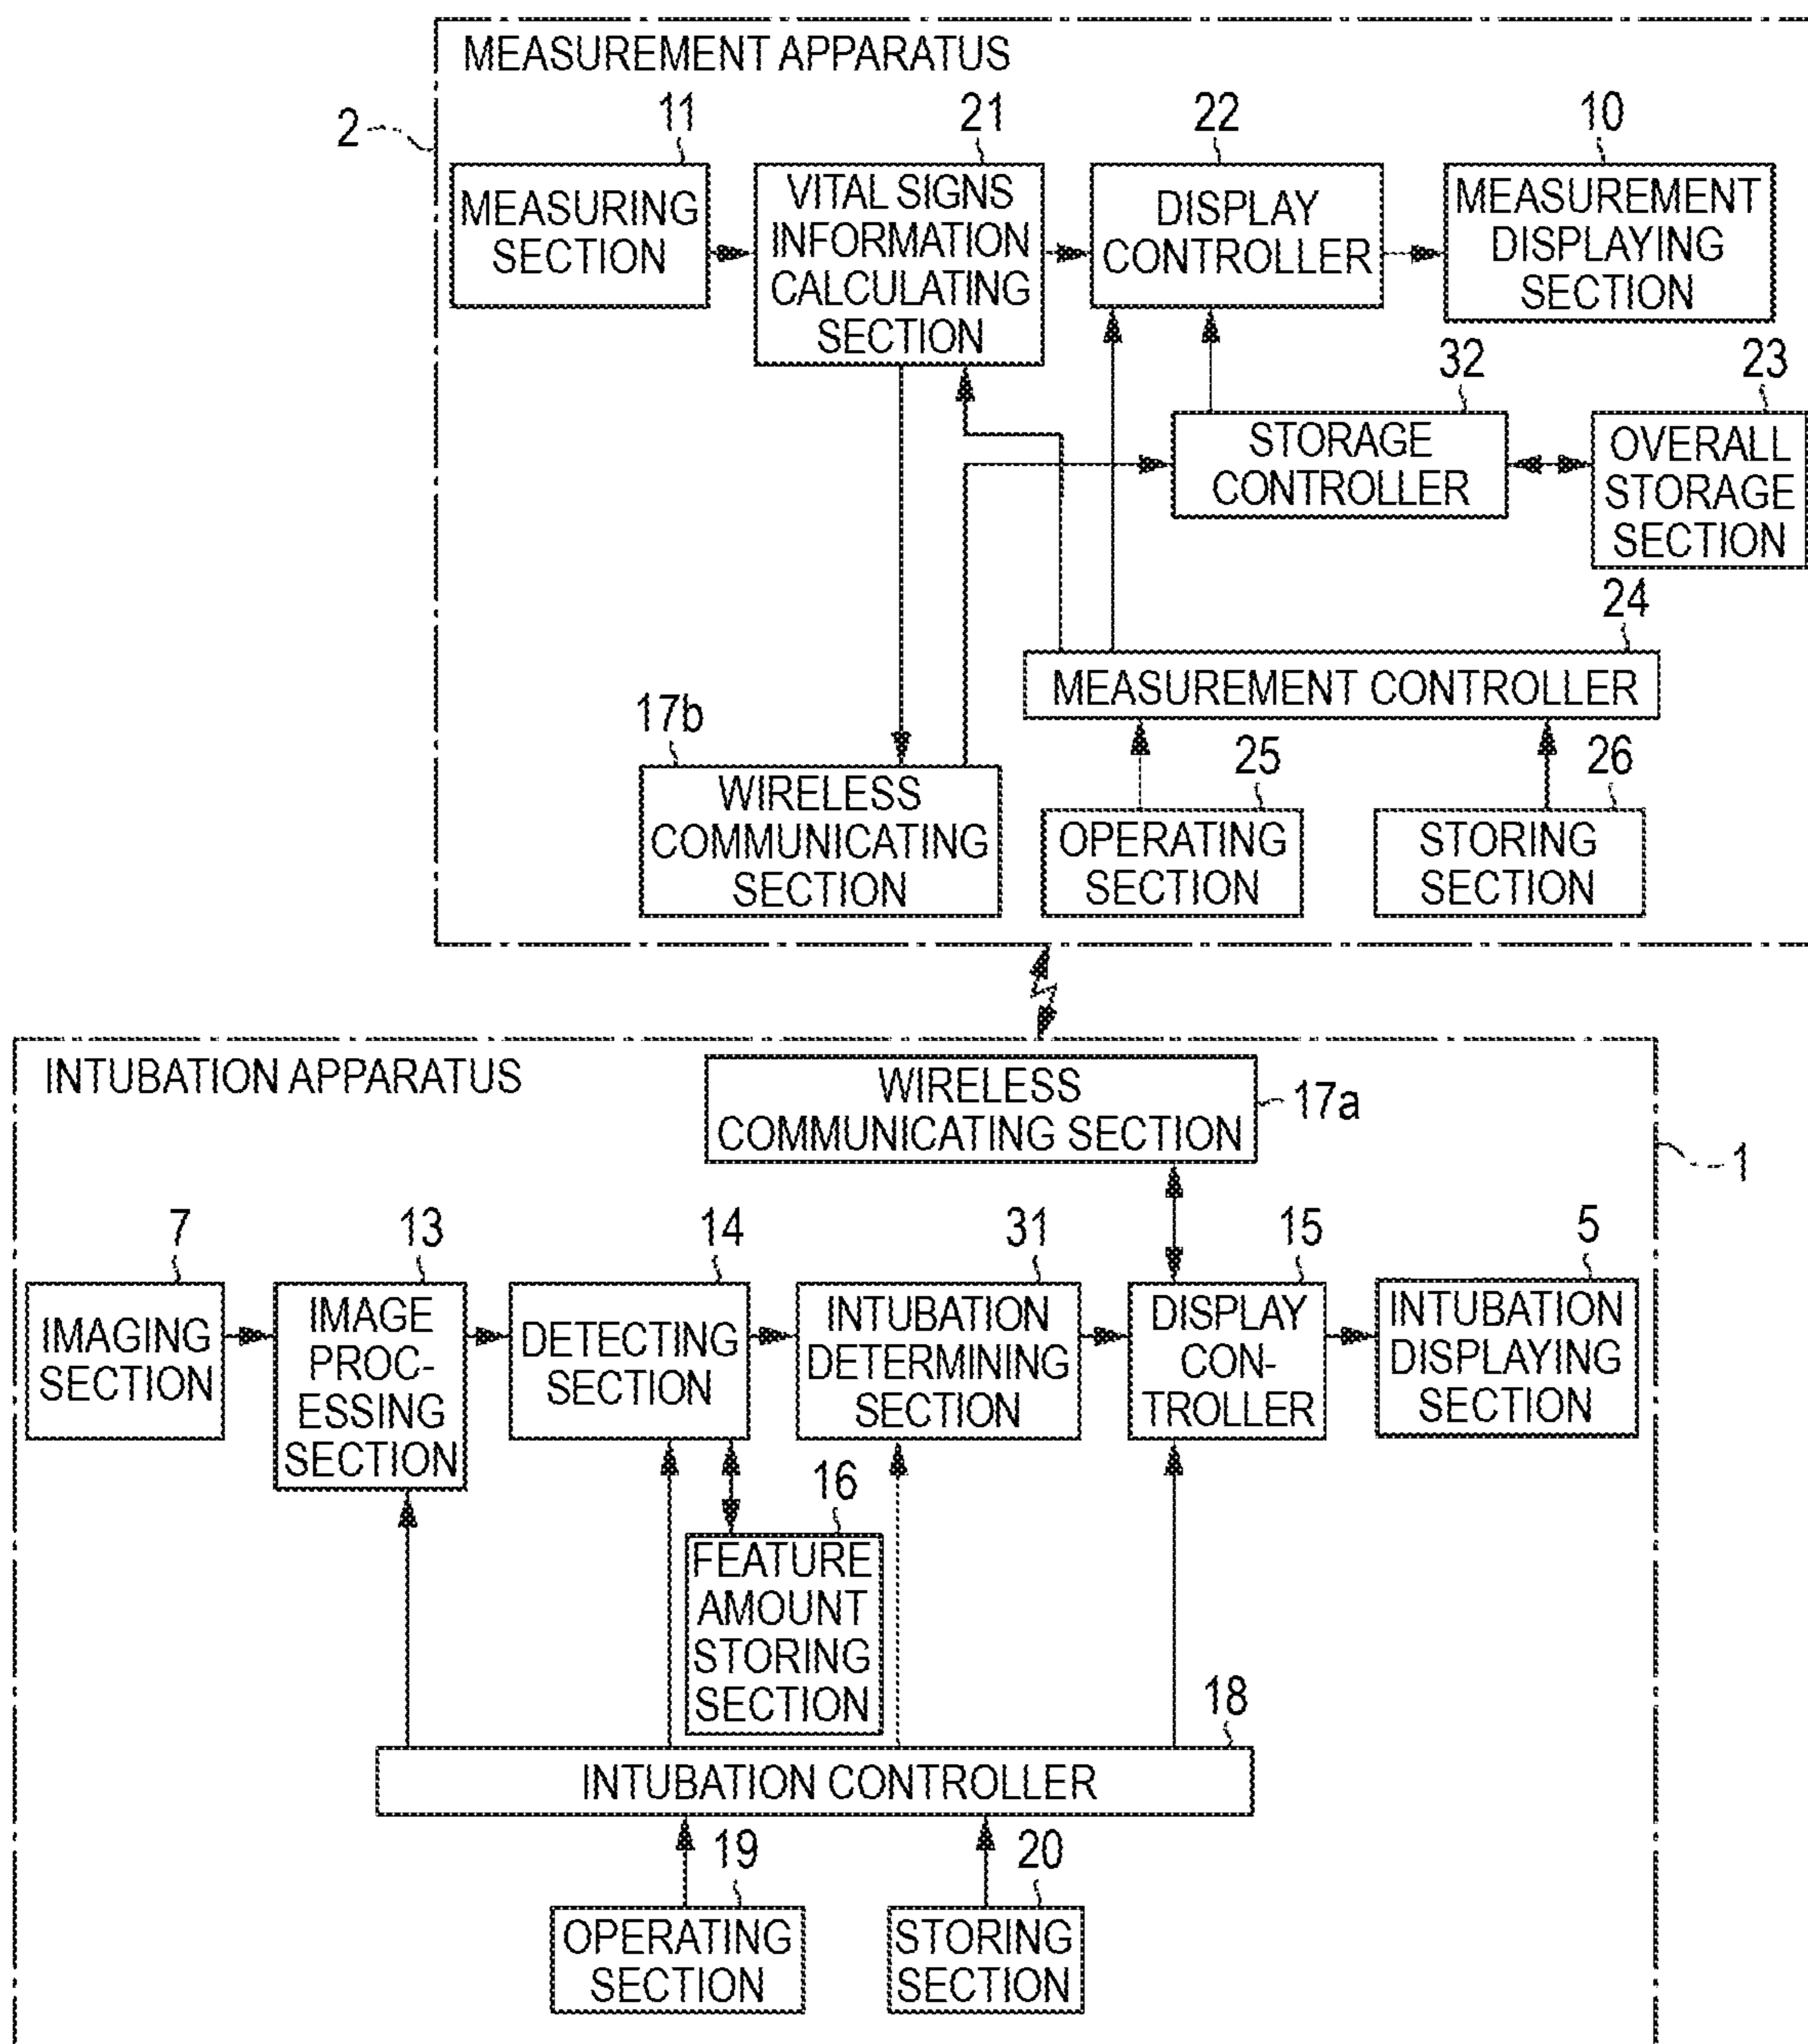 MEASUREMENT APPARATUS
2
11
21
22
10
MEASURING
SECTION
VITAL SIGNS
INFORMATION
CALCULATING
SECTION
DISPLAY
CONTROLLER
MEASUREMENT
DISPLAYING
SECTION
32
23
STORAGE
CONTROLLER
OVERALL
STORAGE
SECTION
24
MEASUREMENT CONTROLLER
17b
25
26
WIRELESS
COMMUNICATING
SECTION
OPERATING
SECTION
STORING
SECTION
INTUBATION APPARATUS
WIRELESS
COMMUNICATING SECTION
17a
1
7
13
14
31
15
5
IMAGING
SECTION
IMAGE
PROC-
ESSING
SECTION
DETECTING
SECTION
INTUBATION
DETERMINING
SECTION
DISPLAY
CON-
TROLLER
INTUBATION
DISPLAYING
SECTION
16
FEATURE
AMOUNT
STORING
SECTION
18
INTUBATION CONTROLLER
19
20
OPERATING
SECTION
STORING
SECTION